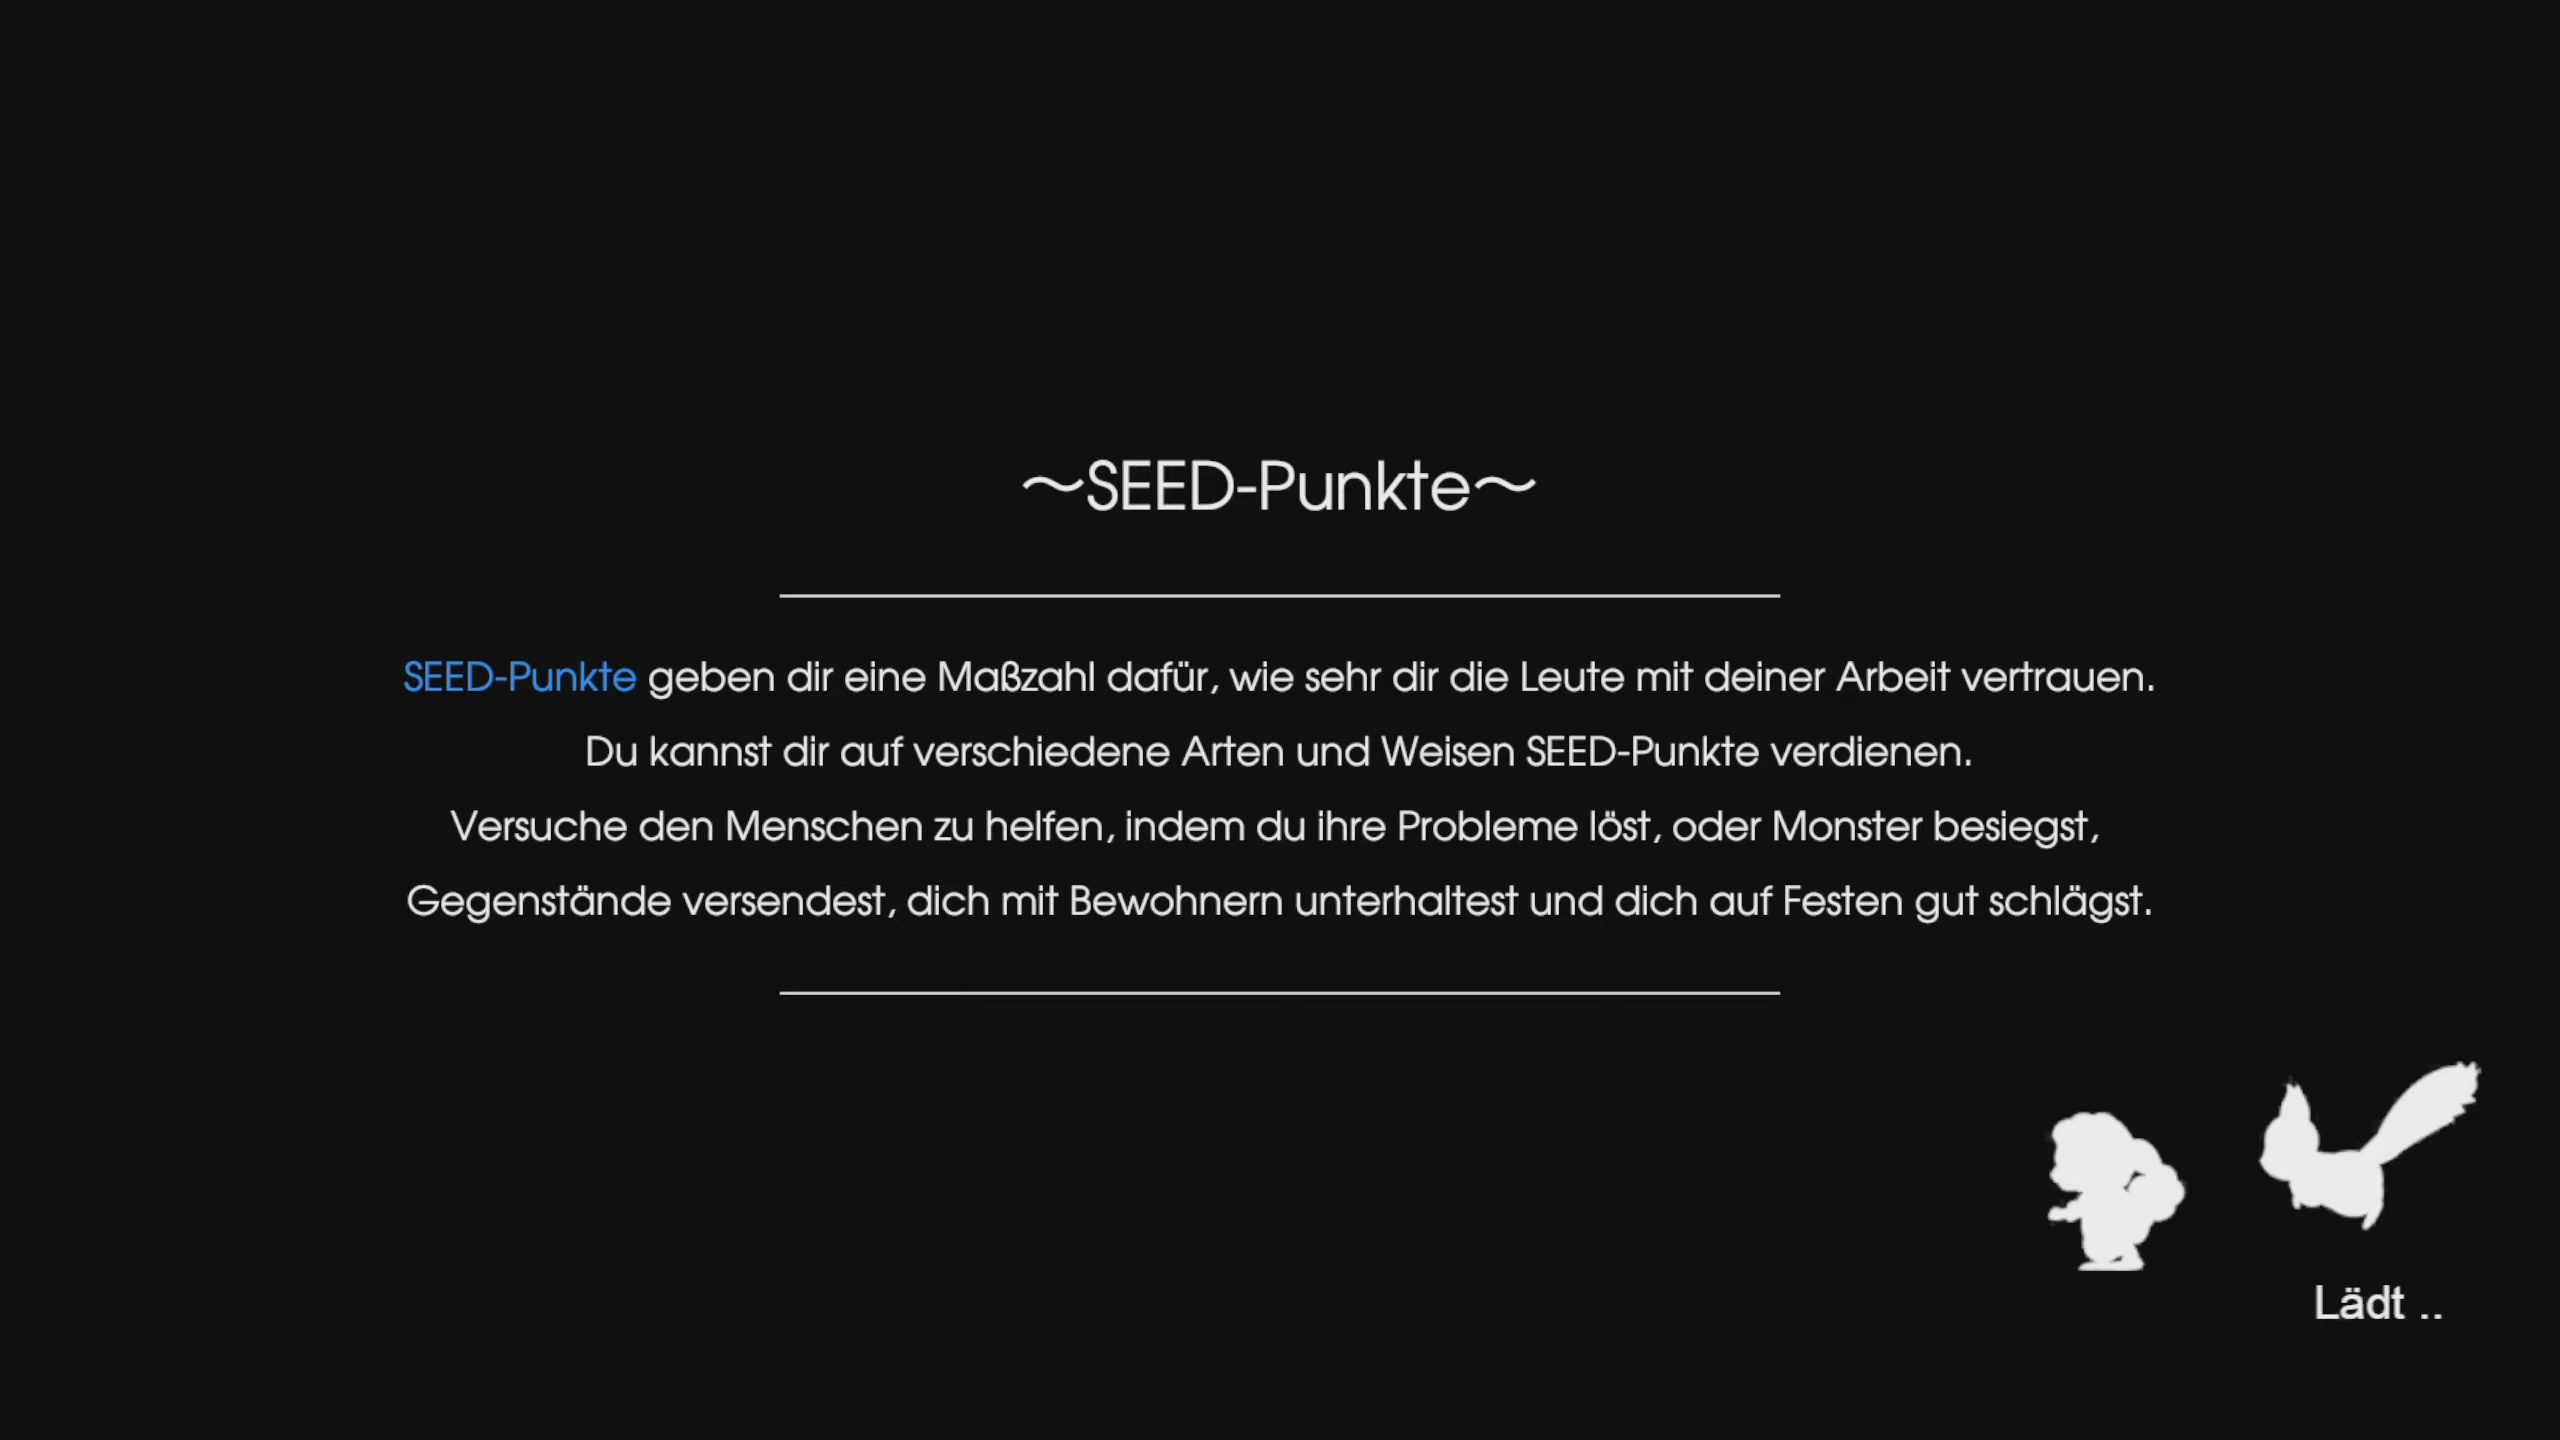 ～SEED-Punkte～
SEED-Punkte geben dir eine Maßzahl dafür, wie sehr dir die Leute mit deiner Arbeit vertrauen.
Du kannst dir auf verschiedene Arten und Weisen SEED-Punkte verdienen.
Versuche den Menschen zu helfen, indem du ihre Probleme löst, oder Monster besiegst,
Gegenstände versendest, dich mit Bewohnern unterhaltest und dich auf Festen gut schlägst.
Lädt ..